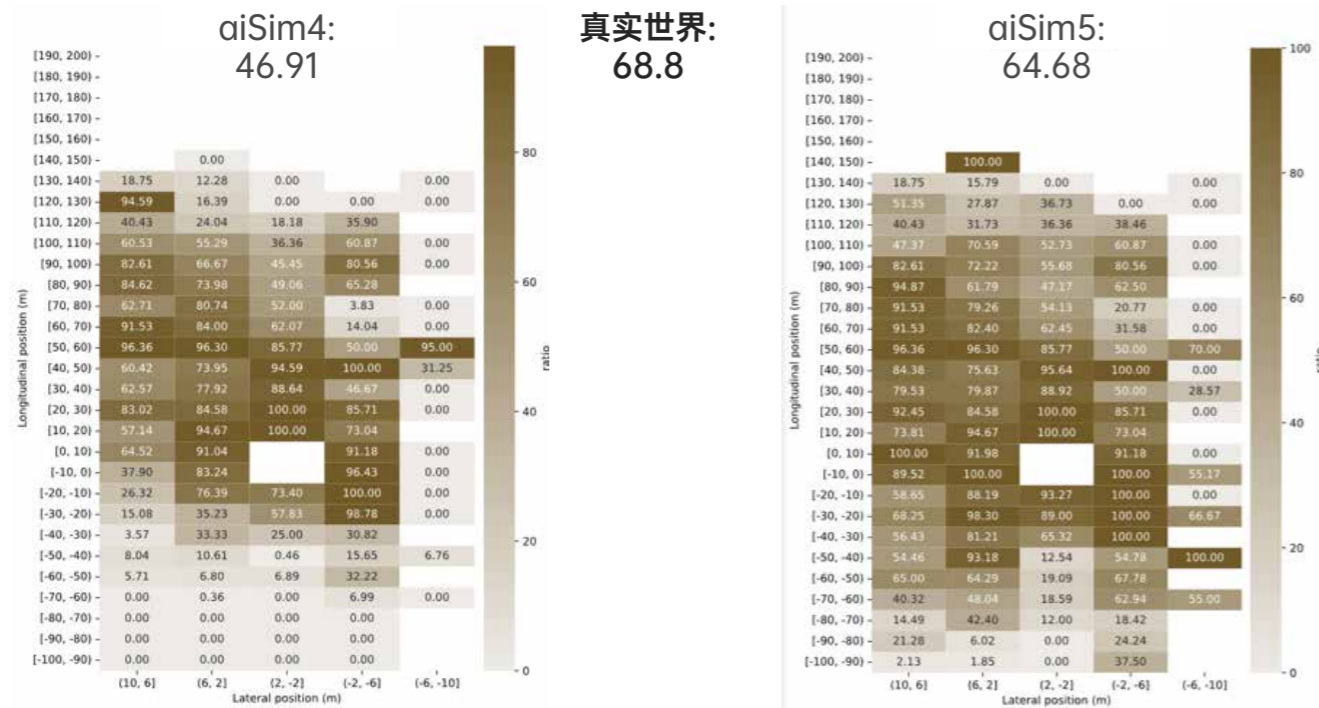 aiSim4:
46.91
真实世界:
68.8
aiSim5:
64.68
Longitudinal position (m)
[190, 200)
[180, 190)
[170, 180)
[160, 170)
[150, 160)
[140, 150) 0.00
[130, 140) 18.75 12.28 0.00 0.00
[120, 130) 94.59 16.39 0.00 0.00 0.00
[110, 120) 40.43 24.04 18.18 35.90
[100, 110) 60.53 55.29 36.36 60.87 0.00
[90, 100) 82.61 66.67 45.45 80.56 0.00
[80, 90) 84.62 73.98 49.06 65.28
[70, 80) 62.71 80.74 52.00 3.83 0.00
[60, 70) 91.53 84.00 62.07 14.04 0.00
[50, 60) 96.36 96.30 85.77 50.00 95.00
[40, 50) 60.42 73.95 94.59 100.00 31.25
[30, 40) 62.57 77.92 88.64 46.67 0.00
[20, 30) 83.02 84.58 100.00 85.71 0.00
[10, 20) 57.14 94.67 100.00 73.04
[0, 10) 64.52 91.04 91.18 0.00
[-10, 0) 37.90 83.24 96.43 0.00
[-20, -10) 26.32 76.39 73.40 100.00 0.00
[-30, -20) 15.08 35.23 57.83 98.78 0.00
[-40, -30) 3.57 33.33 25.00 30.82
[-50, -40) 8.04 10.61 0.46 15.65 6.76
[-60, -50) 5.71 6.80 6.89 32.22
[-70, -60) 0.00 0.36 0.00 6.99 0.00
[-80, -70) 0.00 0.00 0.00 0.00
[-90, -80) 0.00 0.00 0.00 0.00
[-100, -90) 0.00 0.00 0.00 0.00
(10, 6] (6, 2] (2, -2] (-2, -6] (-6, -10]
Lateral position (m)
80
60
40
20
0
ratio
Longitudinal position (m)
[190, 200)
[180, 190)
[170, 180)
[160, 170)
[150, 160)
[140, 150) 100.00
[130, 140) 18.75 15.79 0.00 0.00
[120, 130) 51.35 27.87 36.73 0.00 0.00
[110, 120) 40.43 31.73 36.36 38.46
[100, 110) 47.37 70.59 52.73 60.87 0.00
[90, 100) 82.61 72.22 55.68 80.56 0.00
[80, 90) 94.87 61.79 47.17 62.50
[70, 80) 91.53 79.26 54.13 20.77 0.00
[60, 70) 91.53 82.40 62.45 31.58 0.00
[50, 60) 96.36 96.30 85.77 50.00 70.00
[40, 50) 84.38 75.63 95.64 100.00 0.00
[30, 40) 79.53 79.87 88.92 50.00 28.57
[20, 30) 92.45 84.58 100.00 85.71 0.00
[10, 20) 73.81 94.67 100.00 73.04
[0, 10) 100.00 91.98 91.18 0.00
[-10, 0) 89.52 100.00 100.00 55.17
[-20, -10) 58.65 88.19 93.27 100.00 0.00
[-30, -20) 68.25 98.30 89.00 100.00 66.67
[-40, -30) 56.43 81.21 65.32 100.00
[-50, -40) 54.46 93.18 12.54 54.78 100.00
[-60, -50) 65.00 64.29 19.09 67.78
[-70, -60) 40.32 48.04 18.59 62.94 55.00
[-80, -70) 14.49 42.40 12.00 18.42
[-90, -80) 21.28 6.02 0.00 24.24
[-100, -90) 2.13 1.85 0.00 37.50
(10, 6] (6, 2] (2, -2] (-2, -6] (-6, -10]
Lateral position (m)
100
80
60
40
20
0